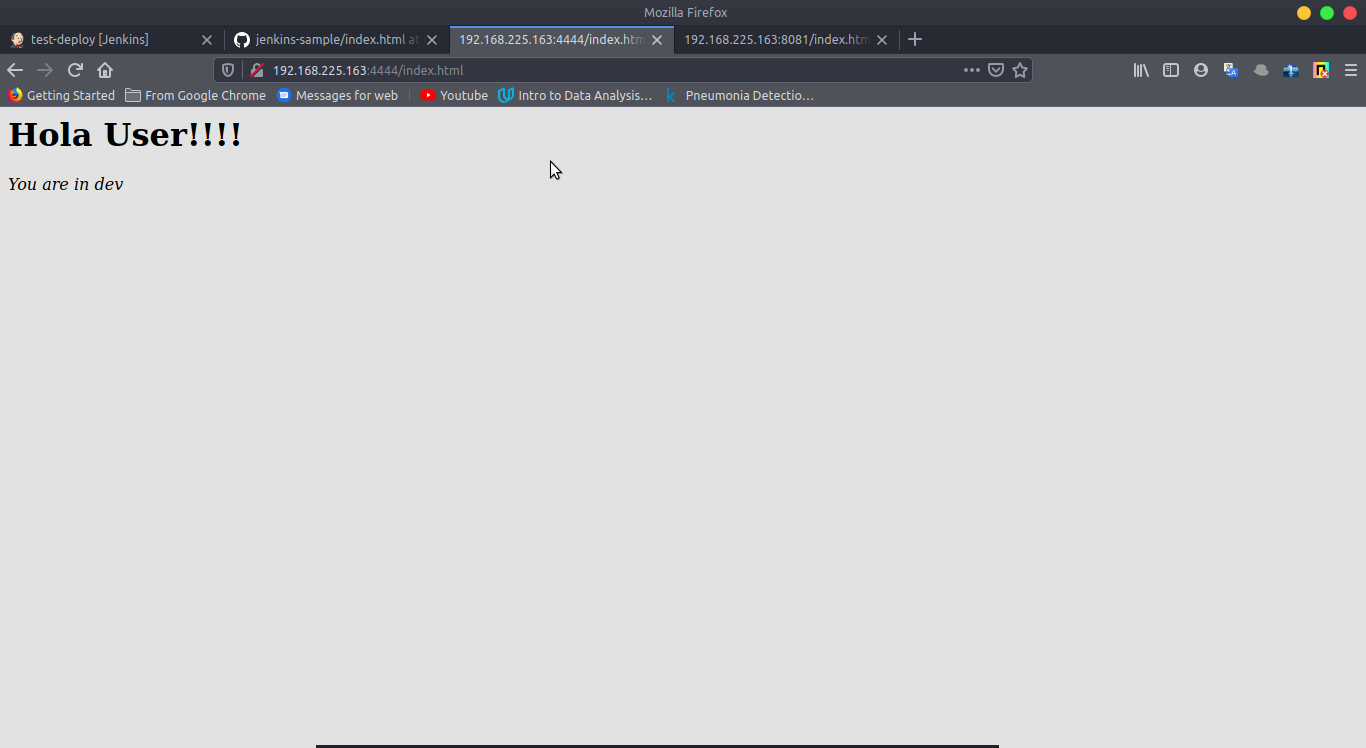 Mozilla Firefox
test-deploy [Jenkins]
jenkins-sample/index.html at
192.168.225.163:4444/index.htm
192.168.225.163:8081/index.htm
192.168.225.163:4444/index.html
Getting Started
From Google Chrome
Messages for web
Youtube
Intro to Data Analysis…
Pneumonia Detectio…
Hola User!!!!
You are in dev